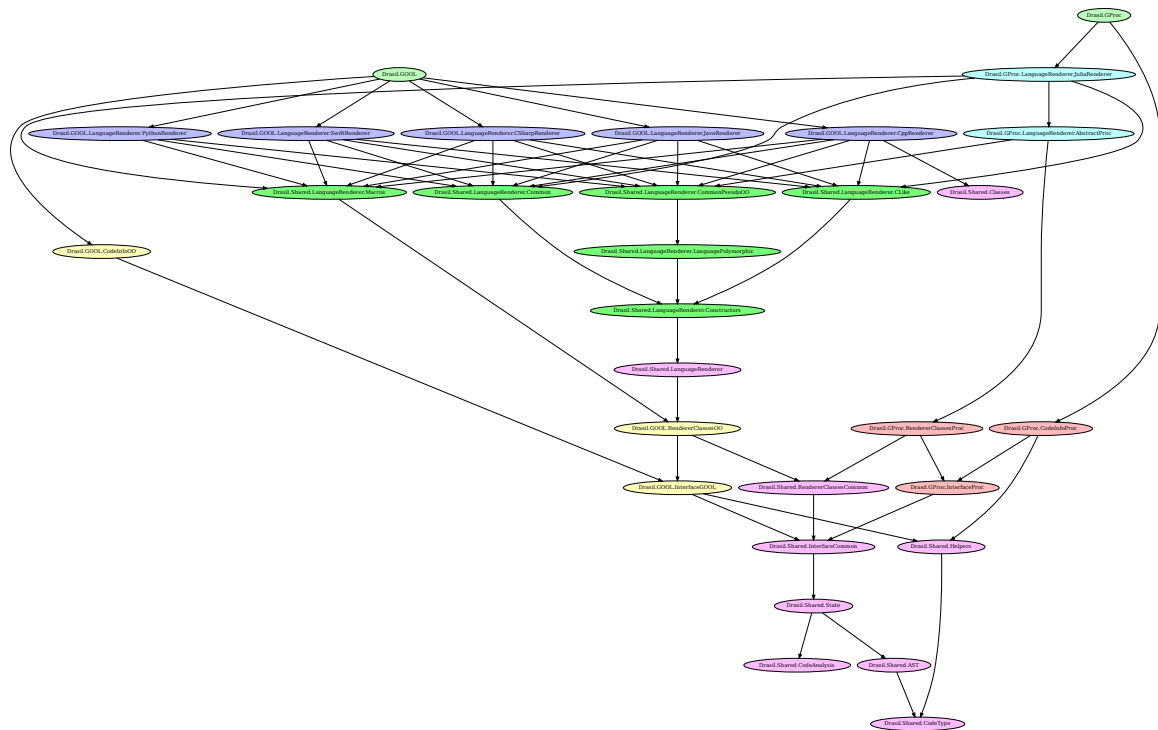 Drasil.GProc
Drasil.GOOL
Drasil.GProc.LanguageRenderer.JuliaRenderer
Drasil.GOOL.LanguageRenderer.PythonRenderer
Drasil.GOOL.LanguageRenderer.SwiftRenderer
Drasil.GOOL.LanguageRenderer.CSharpRenderer
Drasil.GOOL.LanguageRenderer.JavaRenderer
Drasil.GOOL.LanguageRenderer.CppRenderer
Drasil.GProc.LanguageRenderer.AbstractProc
Drasil.Shared.LanguageRenderer.Macros
Drasil.Shared.LanguageRenderer.Common
Drasil.Shared.LanguageRenderer.CommonPseudoOO
Drasil.Shared.LanguageRenderer.CLike
Drasil.Shared.Classes
Drasil.GOOL.CodeInfoOO
Drasil.Shared.LanguageRenderer.LanguagePolymorphic
Drasil.Shared.LanguageRenderer.Constructors
Drasil.Shared.LanguageRenderer
Drasil.GOOL.RendererClassesOO
Drasil.GProc.RendererClassesProc
Drasil.GProc.CodeInfoProc
Drasil.GOOL.InterfaceGOOL
Drasil.Shared.RendererClassesCommon
Drasil.GProc.InterfaceProc
Drasil.Shared.InterfaceCommon
Drasil.Shared.Helpers
Drasil.Shared.State
Drasil.Shared.CodeAnalysis
Drasil.Shared.AST
Drasil.Shared.CodeType